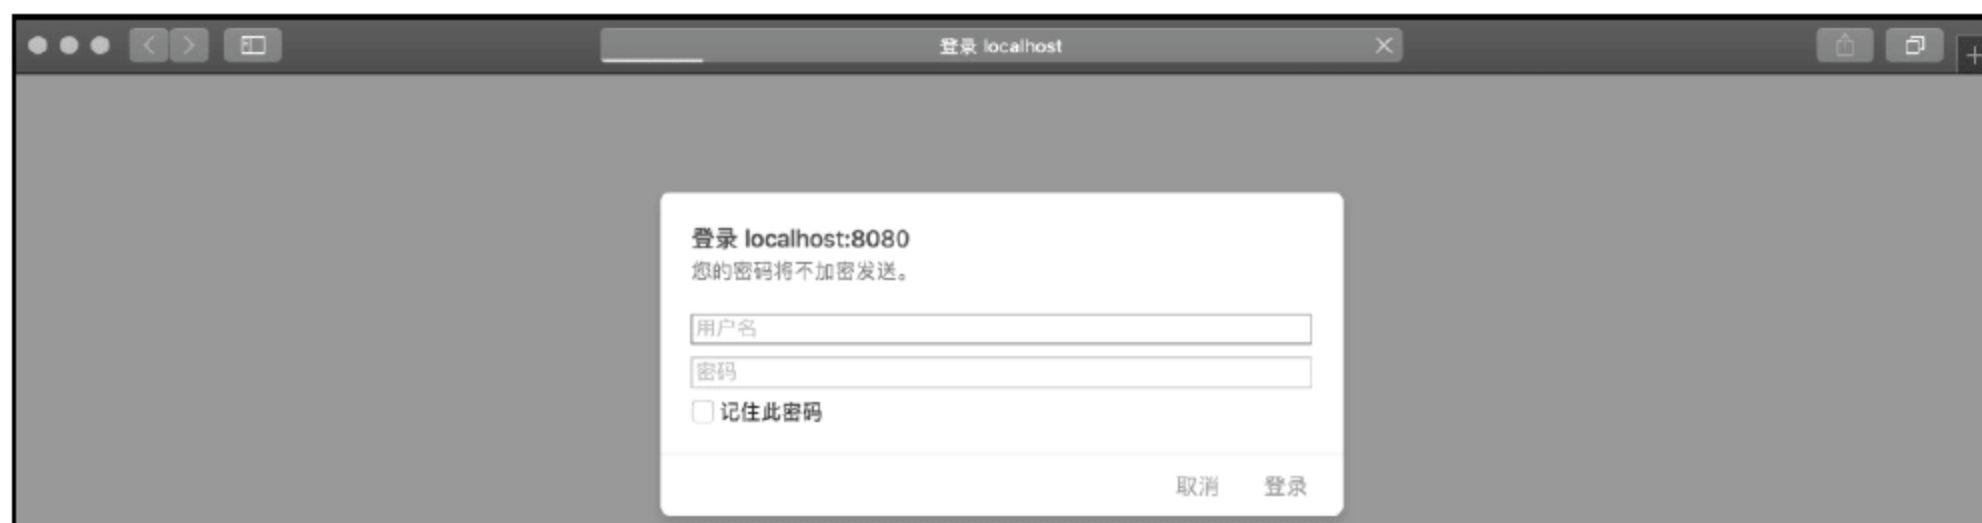 登录 localhost
登录 localhost:8080
您的密码将不加密发送。
用户名
密码
记住此密码
取消 登录